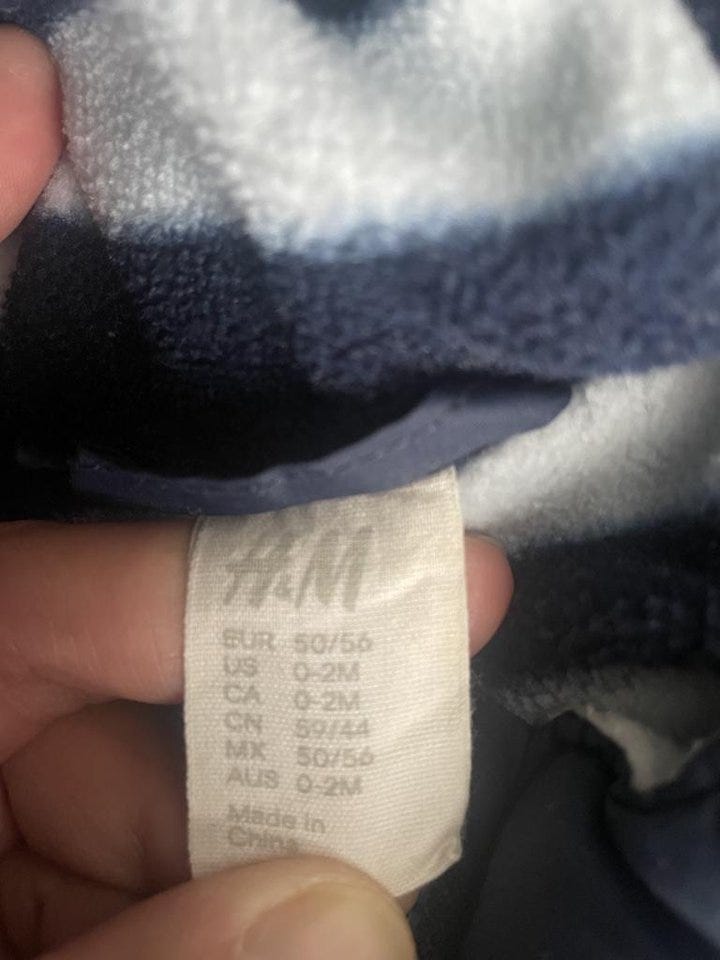 H&M
EUR 50/56
US 0-2M
CA 0-2M
CN 59/44
MX 50/56
AUS 0-2M
Made in
China